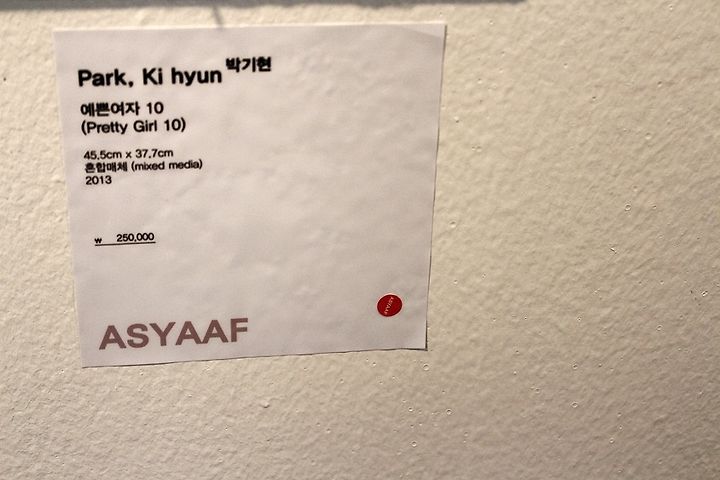 Park, Ki hyun 박기현
예쁜여자 10
(Pretty Girl 10)
45.5cm x 37.7cm
혼합매체 (mixed media)
2013
₩ 250,000
ASYAAF
ASYAAF